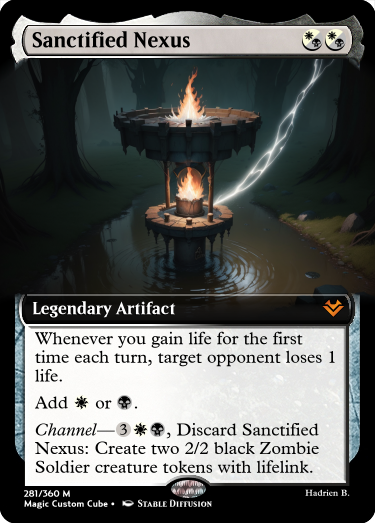 Sanctified Nexus
Legendary Artifact
Whenever you gain life for the first
time each turn, target opponent loses 1
life.
Add or .
Channel—3, Discard Sanctified
Nexus: Create two 2/2 black Zombie
Soldier creature tokens with lifelink.
281/360 M
Hadrien B.
Magic Custom Cube • Stable Diffusion